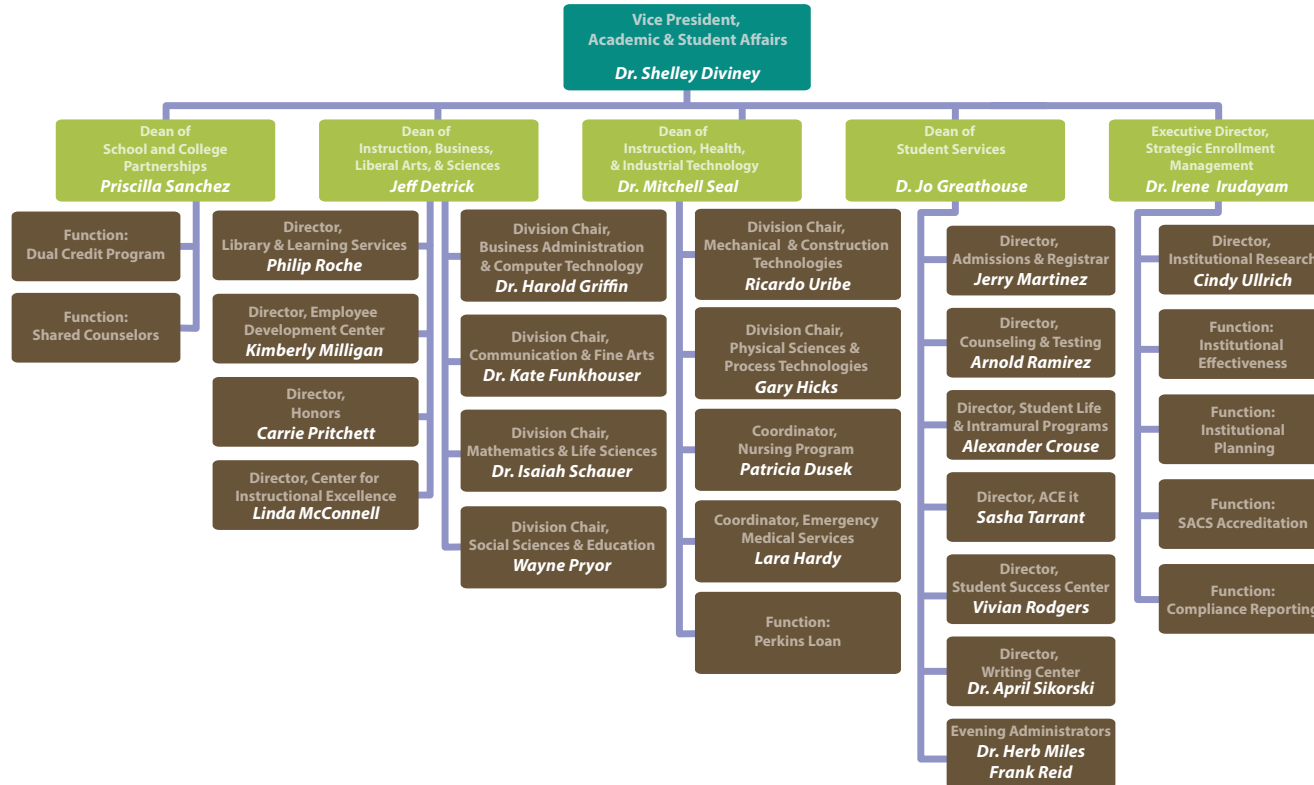 Vice President,
Academic & Student Affairs
Dr. Shelley Diviney
Dean of
School and College
Partnerships
Priscilla Sanchez
Function:
Dual Credit Program
Function:
Shared Counselors
Dean of
Instruction, Business,
Liberal Arts, & Sciences
Jeff Detrick
Director,
Library & Learning Services
Philip Roche
Director, Employee
Development Center
Kimberly Milligan
Director,
Honors
Carrie Pritchett
Director, Center for
Instructional Excellence
Linda McConnell
Division Chair,
Business Administration
& Computer Technology
Dr. Harold Griffin
Division Chair,
Communication & Fine Arts
Dr. Kate Funkhouser
Division Chair,
Mathematics & Life Sciences
Dr. Isaiah Schauer
Division Chair,
Social Sciences & Education
Wayne Pryor
Dean of
Instruction, Health,
& Industrial Technology
Dr. Mitchell Seal
Division Chair,
Mechanical & Construction
Technologies
Ricardo Uribe
Division Chair,
Physical Sciences &
Process Technologies
Gary Hicks
Coordinator,
Nursing Program
Patricia Dusek
Coordinator, Emergency
Medical Services
Lara Hardy
Function:
Perkins Loan
Dean of
Student Services
D. Jo Greathouse
Director,
Admissions & Registrar
Jerry Martinez
Director,
Counseling & Testing
Arnold Ramirez
Director, Student Life
& Intramural Programs
Alexander Crouse
Director, ACE it
Sasha Tarrant
Director,
Student Success Center
Vivian Rodgers
Director,
Writing Center
Dr. April Sikorski
Evening Administrators
Dr. Herb Miles
Frank Reid
Executive Director,
Strategic Enrollment
Management
Dr. Irene Irudayam
Director,
Institutional Research
Cindy Ullrich
Function:
Institutional
Effectiveness
Function:
Institutional
Planning
Function:
SACS Accreditation
Function:
Compliance Reporting